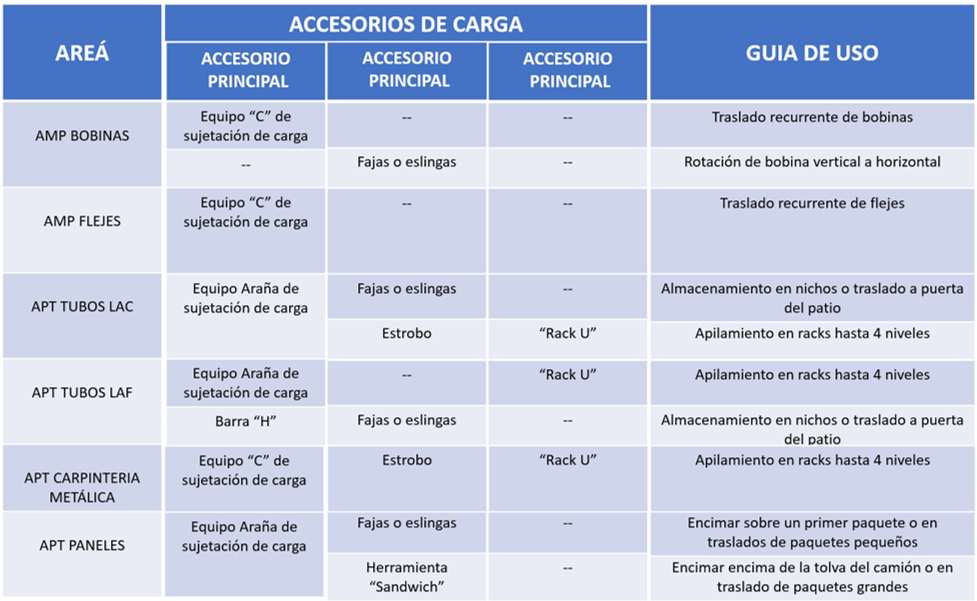 AREÁ
ACCESORIOS DE CARGA
GUIA DE USO
ACCESORIO
PRINCIPAL
ACCESORIO
PRINCIPAL
ACCESORIO
PRINCIPAL
AMP BOBINAS
Equipo “C” de
sujetación de carga
--
--
Traslado recurrente de bobinas
--
Fajas o eslingas
--
Rotación de bobina vertical a horizontal
AMP FLEJES
Equipo “C” de
sujetación de carga
--
--
Traslado recurrente de flejes
APT TUBOS LAC
Equipo Araña de
sujetación de carga
Fajas o eslingas
--
Almacenamiento en nichos o traslado a puerta
del patio
Estrobo
“Rack U”
Apilamiento en racks hasta 4 niveles
APT TUBOS LAF
Equipo Araña de
sujetación de carga
--
“Rack U”
Apilamiento en racks hasta 4 niveles
Barra “H”
Fajas o eslingas
--
Almacenamiento en nichos o traslado a puerta
del patio
APT CARPINTERIA
METÁLICA
Equipo “C” de
sujetación de carga
Estrobo
“Rack U”
Apilamiento en racks hasta 4 niveles
APT PANELES
Equipo Araña de
sujetación de carga
Fajas o eslingas
--
Encimar sobre un primer paquete o en
traslados de paquetes pequeños
Herramienta
“Sandwich”
--
Encimar encima de la tolva del camión o en
traslado de paquetes grandes